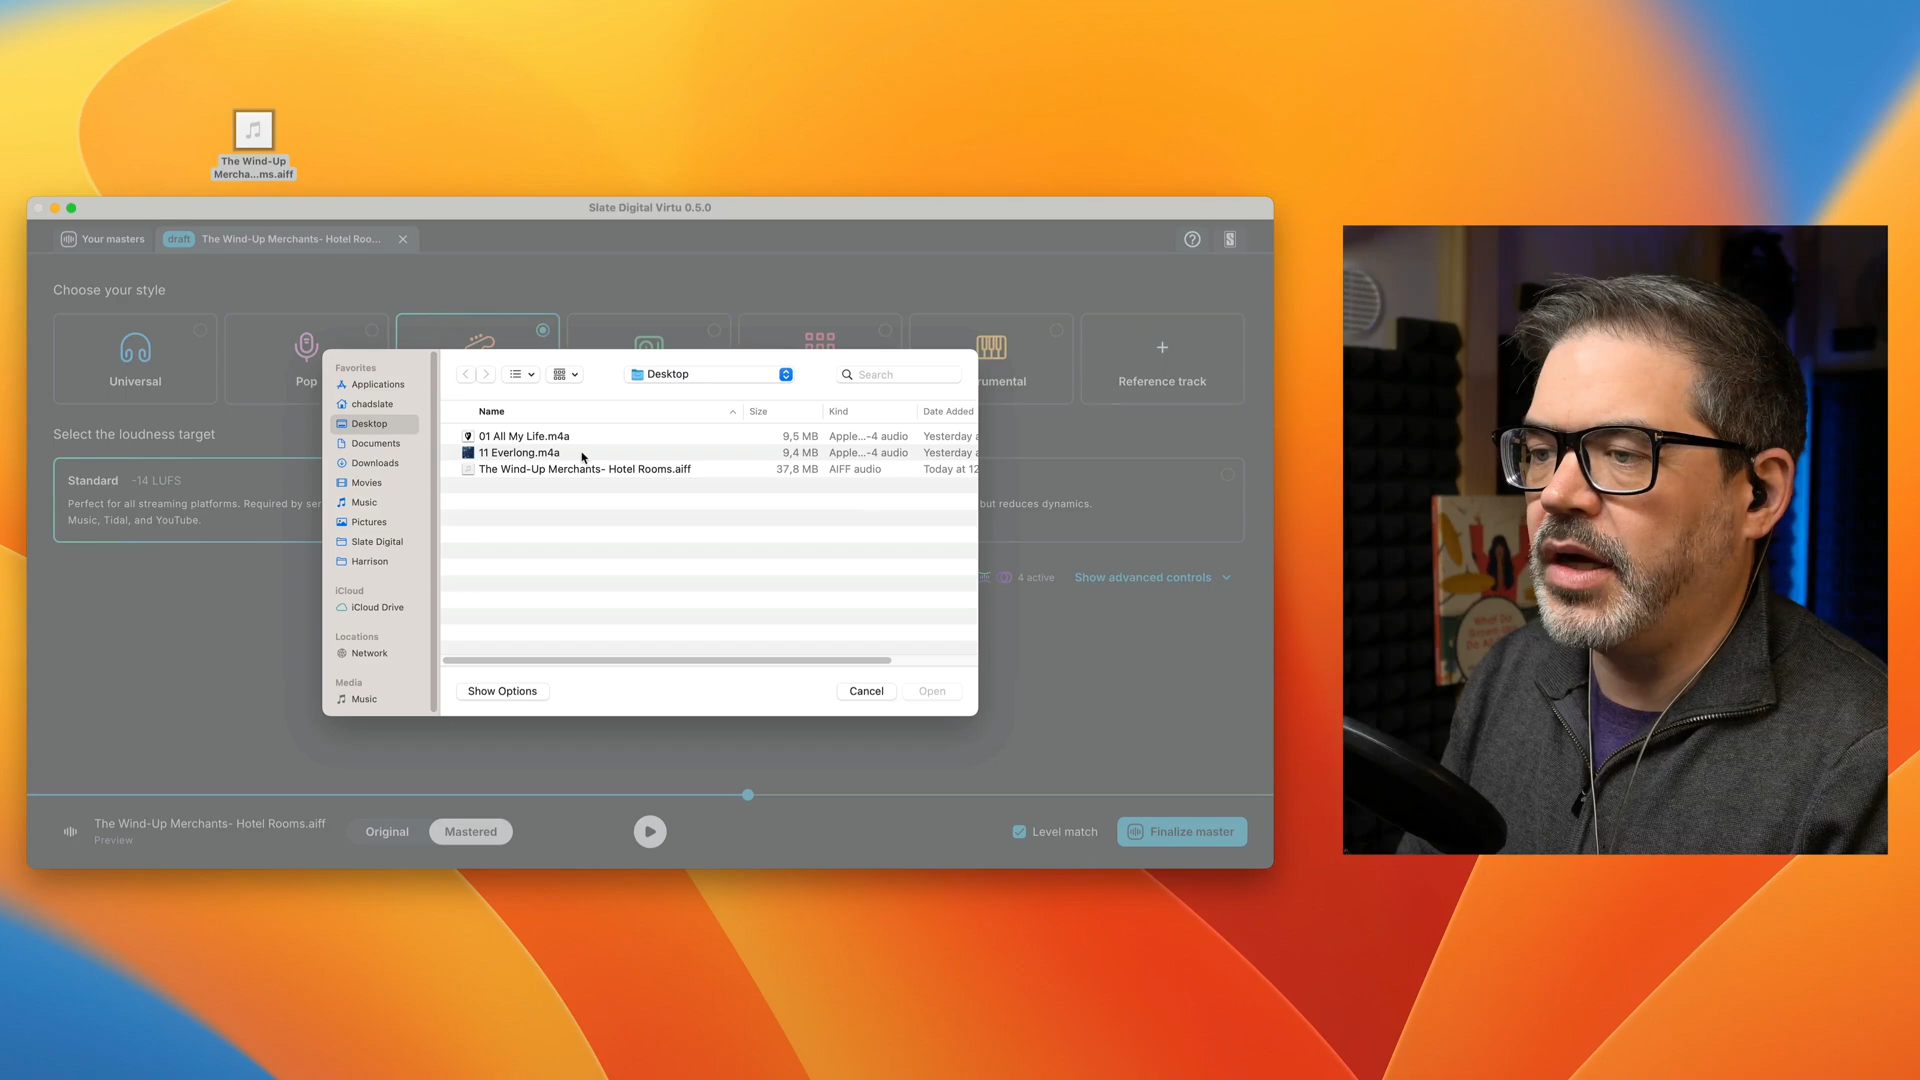 The Wind-Up
Mercha...ms.aiff
Slate Digital Virtu 0.5.0
Your masters
draft
The Wind-Up Merchants- Hotel Roo...
Choose your style
Universal
Pop
umental
Reference track
Select the loudness target
Standard -14 LUFS
Perfect for all streaming platforms. Required by ser
Music, Tidal, and YouTube.
but reduces dynamics.
4 active
Show advanced controls
Favorites
Applications
chadslate
Desktop
Documents
Downloads
Movies
Music
Pictures
Slate Digital
Harrison
iCloud
iCloud Drive
Locations
Network
Media
Music
Desktop
Search
Name Size Kind Date Added
01 All My Life.m4a 9,5 MB Apple...-4 audio Yesterday a
11 Everlong.m4a 9,4 MB Apple...-4 audio Yesterday a
The Wind-Up Merchants- Hotel Rooms.aiff 37,8 MB AIFF audio Today at 12
Show Options
Cancel
Open
The Wind-Up Merchants- Hotel Rooms.aiff
Preview
Original
Mastered
Level match
Finalize master